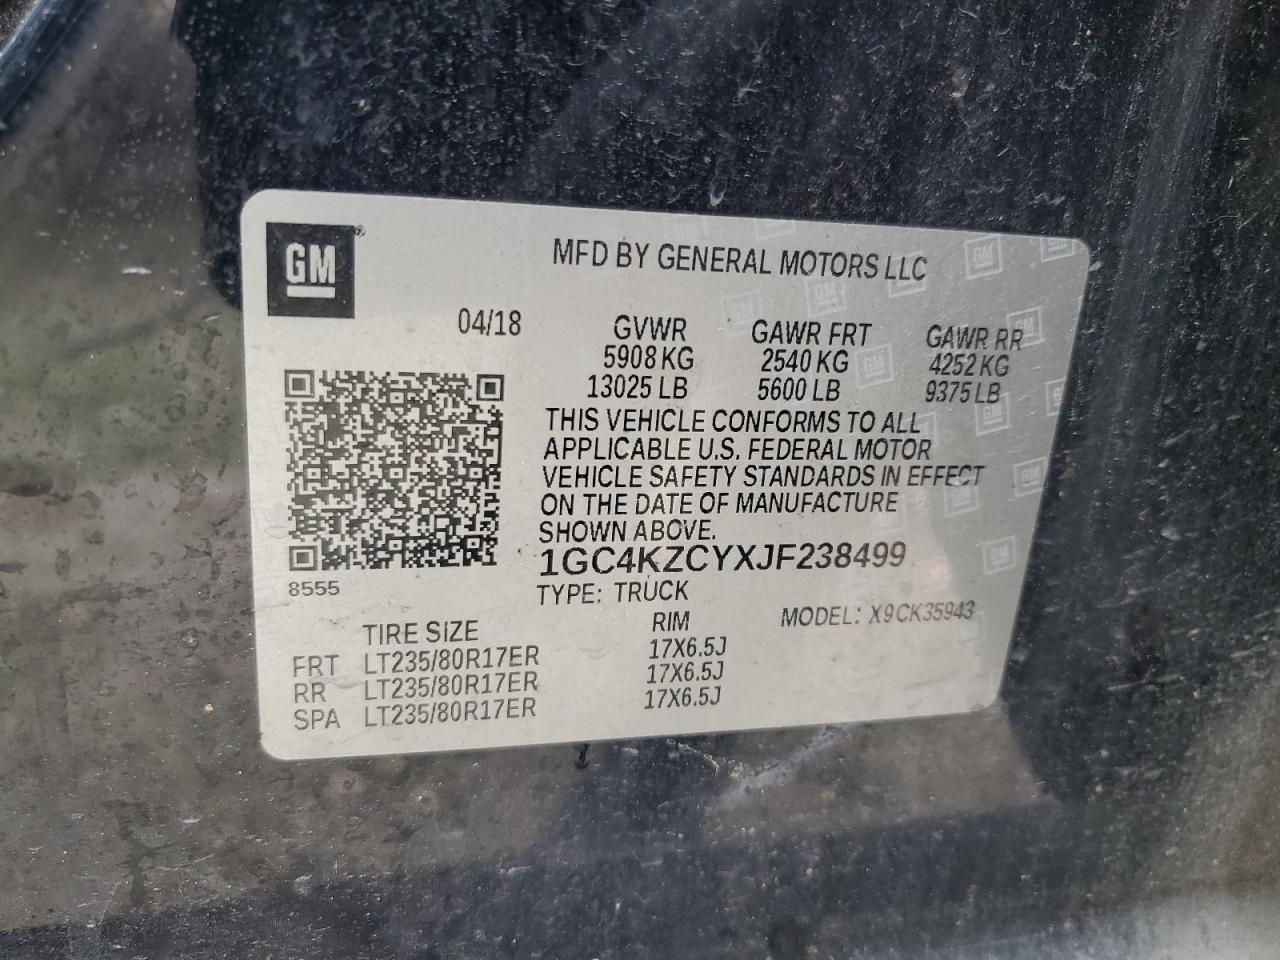 GM
MFD BY GENERAL MOTORS LLC
04/18
GVWR GAWR FRT GAWR RR
5908 KG 2540 KG 4252 KG
13025 LB 5600 LB 9375 LB
THIS VEHICLE CONFORMS TO ALL
APPLICABLE U.S. FEDERAL MOTOR
VEHICLE SAFETY STANDARDS IN EFFECT
ON THE DATE OF MANUFACTURE
SHOWN ABOVE.
1GC4KZCYXJF238499
8555
TYPE: TRUCK
MODEL: X9CK35943
TIRE SIZE RIM
FRT LT235/80R17ER 17X6.5J
RR LT235/80R17ER 17X6.5J
SPA LT235/80R17ER 17X6.5J